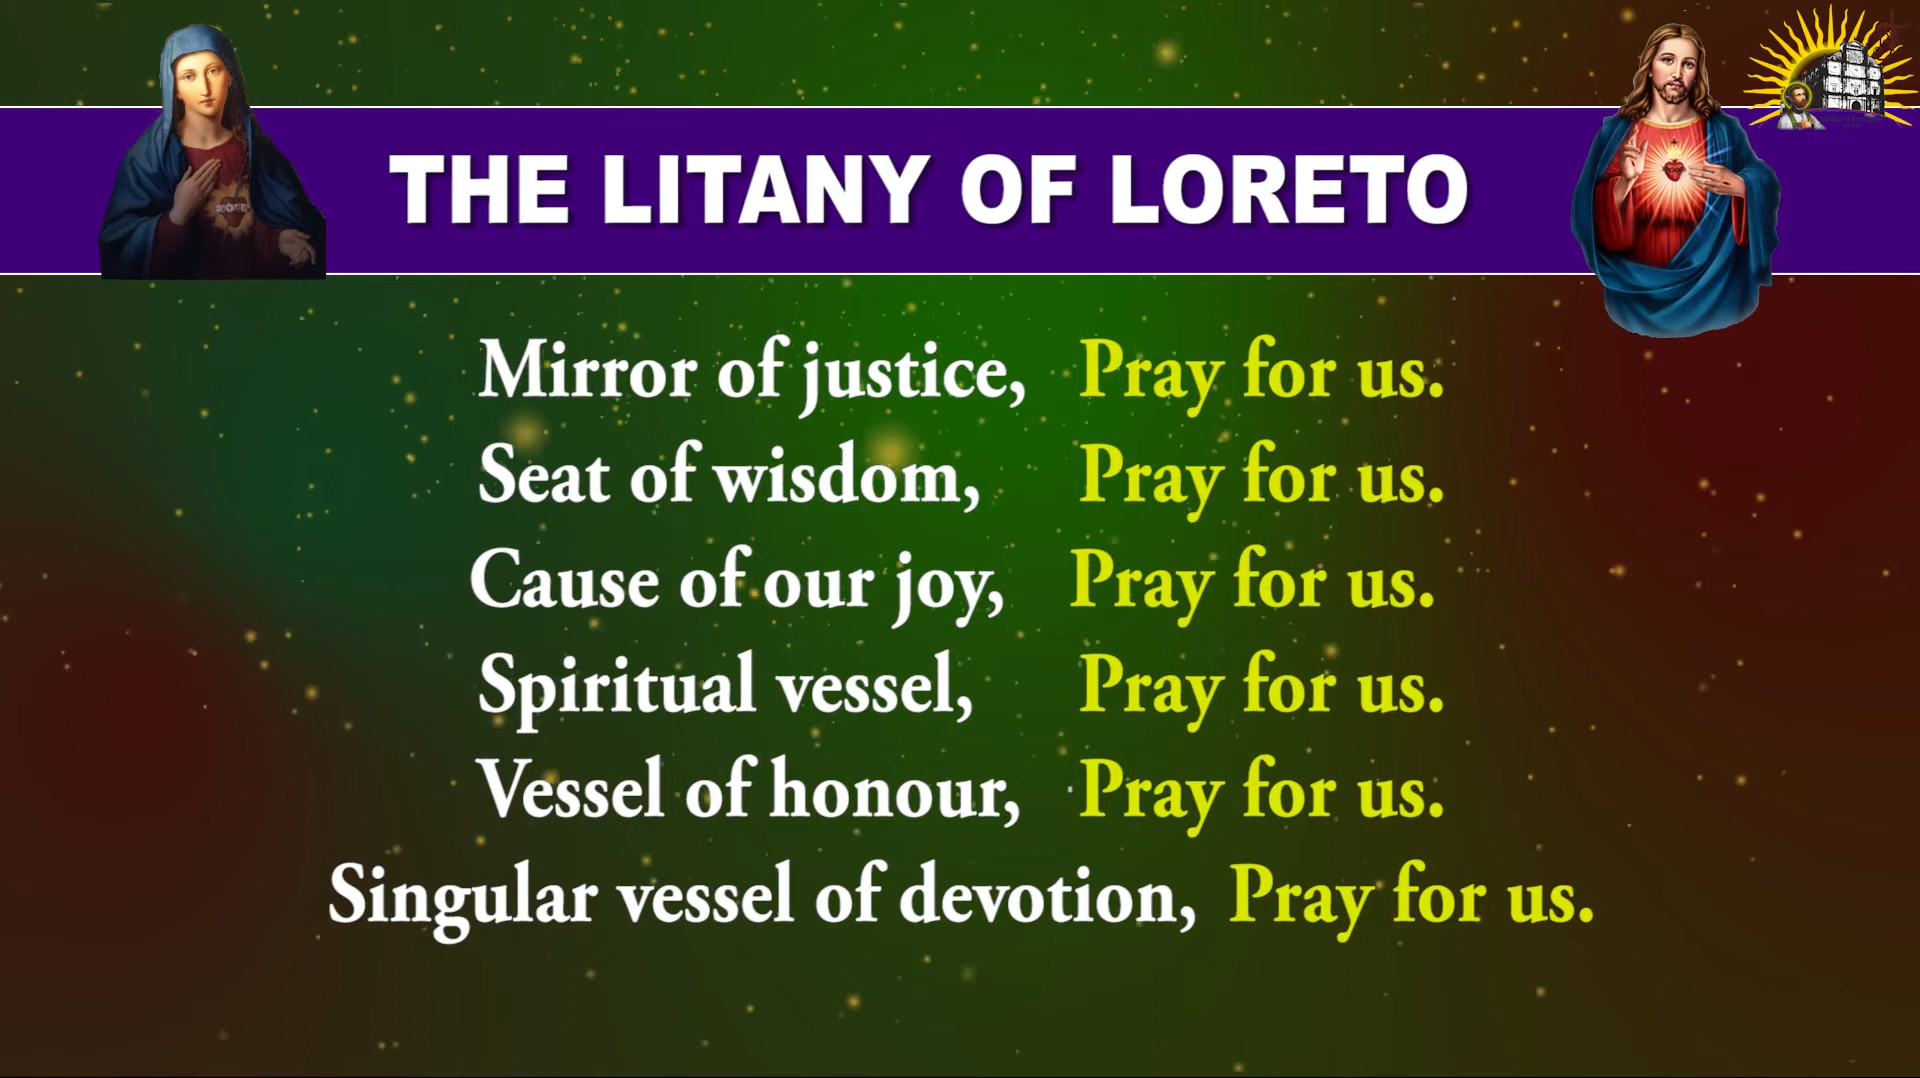 THE LITANY OF LORETO
Mirror of justice, Pray for us.
Seat of wisdom, Pray for us.
Cause of our joy, Pray for us.
Spiritual vessel, Pray for us.
Vessel of honour, Pray for us.
Singular vessel of devotion, Pray for us.